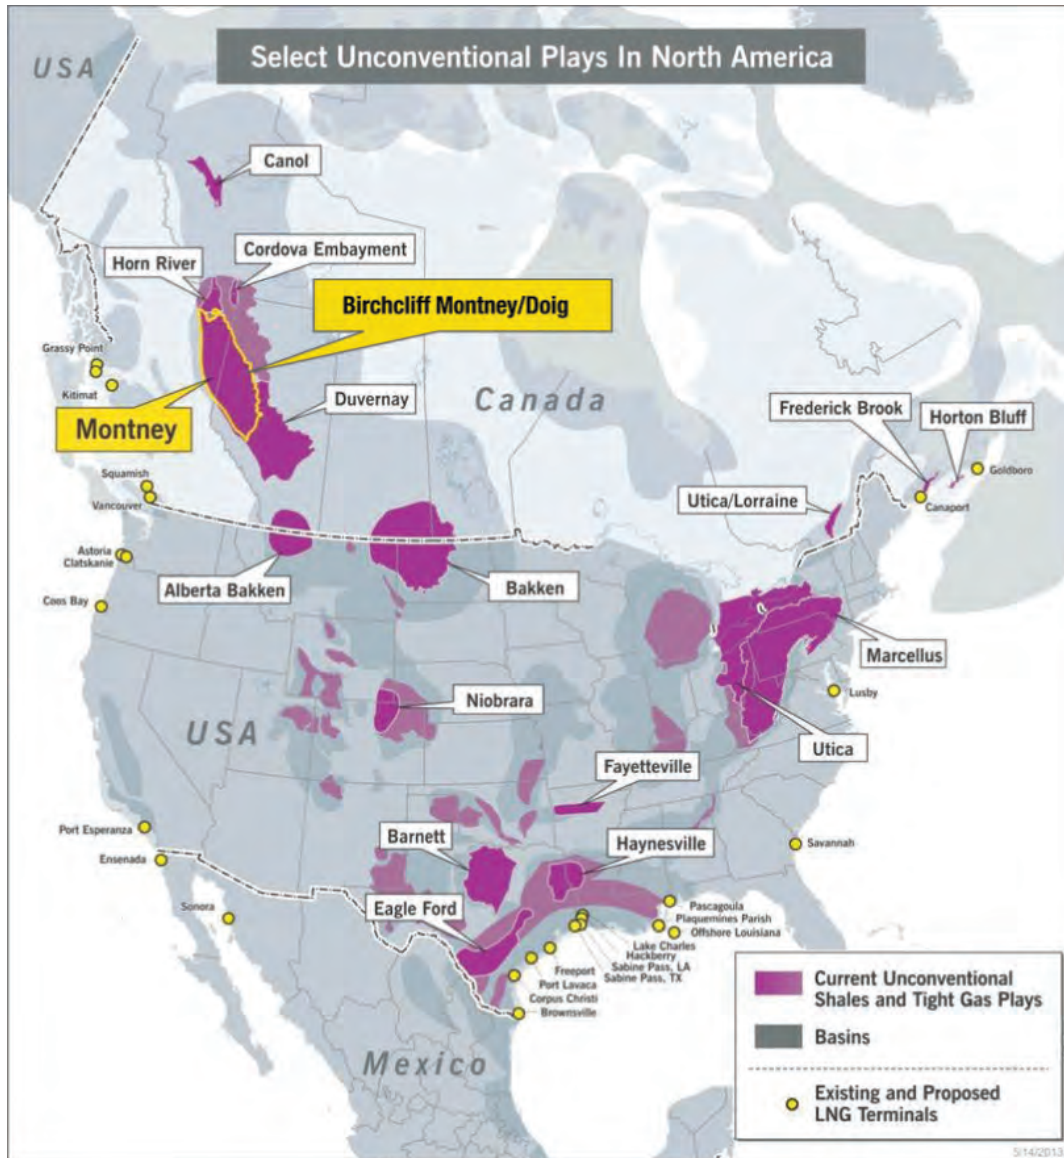 Select Unconventional Plays In North America
USA
Canol
Cordova Embayment
Horn River
Birchcliff Montney/Doig
Grassy Point
Kitimat
Duvernay
Canada
Montney
Frederick Brook
Horton Bluff
Squamish
Goldboro
Vancouver
Utica/Lorraine
Canaport
Astoria
Clatskanie
Alberta Bakken
Bakken
Coos Bay
Marcellus
Lusby
Niobrara
USA
Utica
Fayetteville
Port Esperanza
Barnett
Haynesville
Savannah
Ensenada
Eagle Ford
Sonora
Pascagoula
Plaquemines Parish
Offshore Louisiana
Lake Charles
Hackberry
Sabine Pass, LA
Sabine Pass, TX
Freeport
Port Lavaca
Corpus Christi
Brownsville
Mexico
Current Unconventional
Shales and Tight Gas Plays
Basins
Existing and Proposed
LNG Terminals
5/14/2013